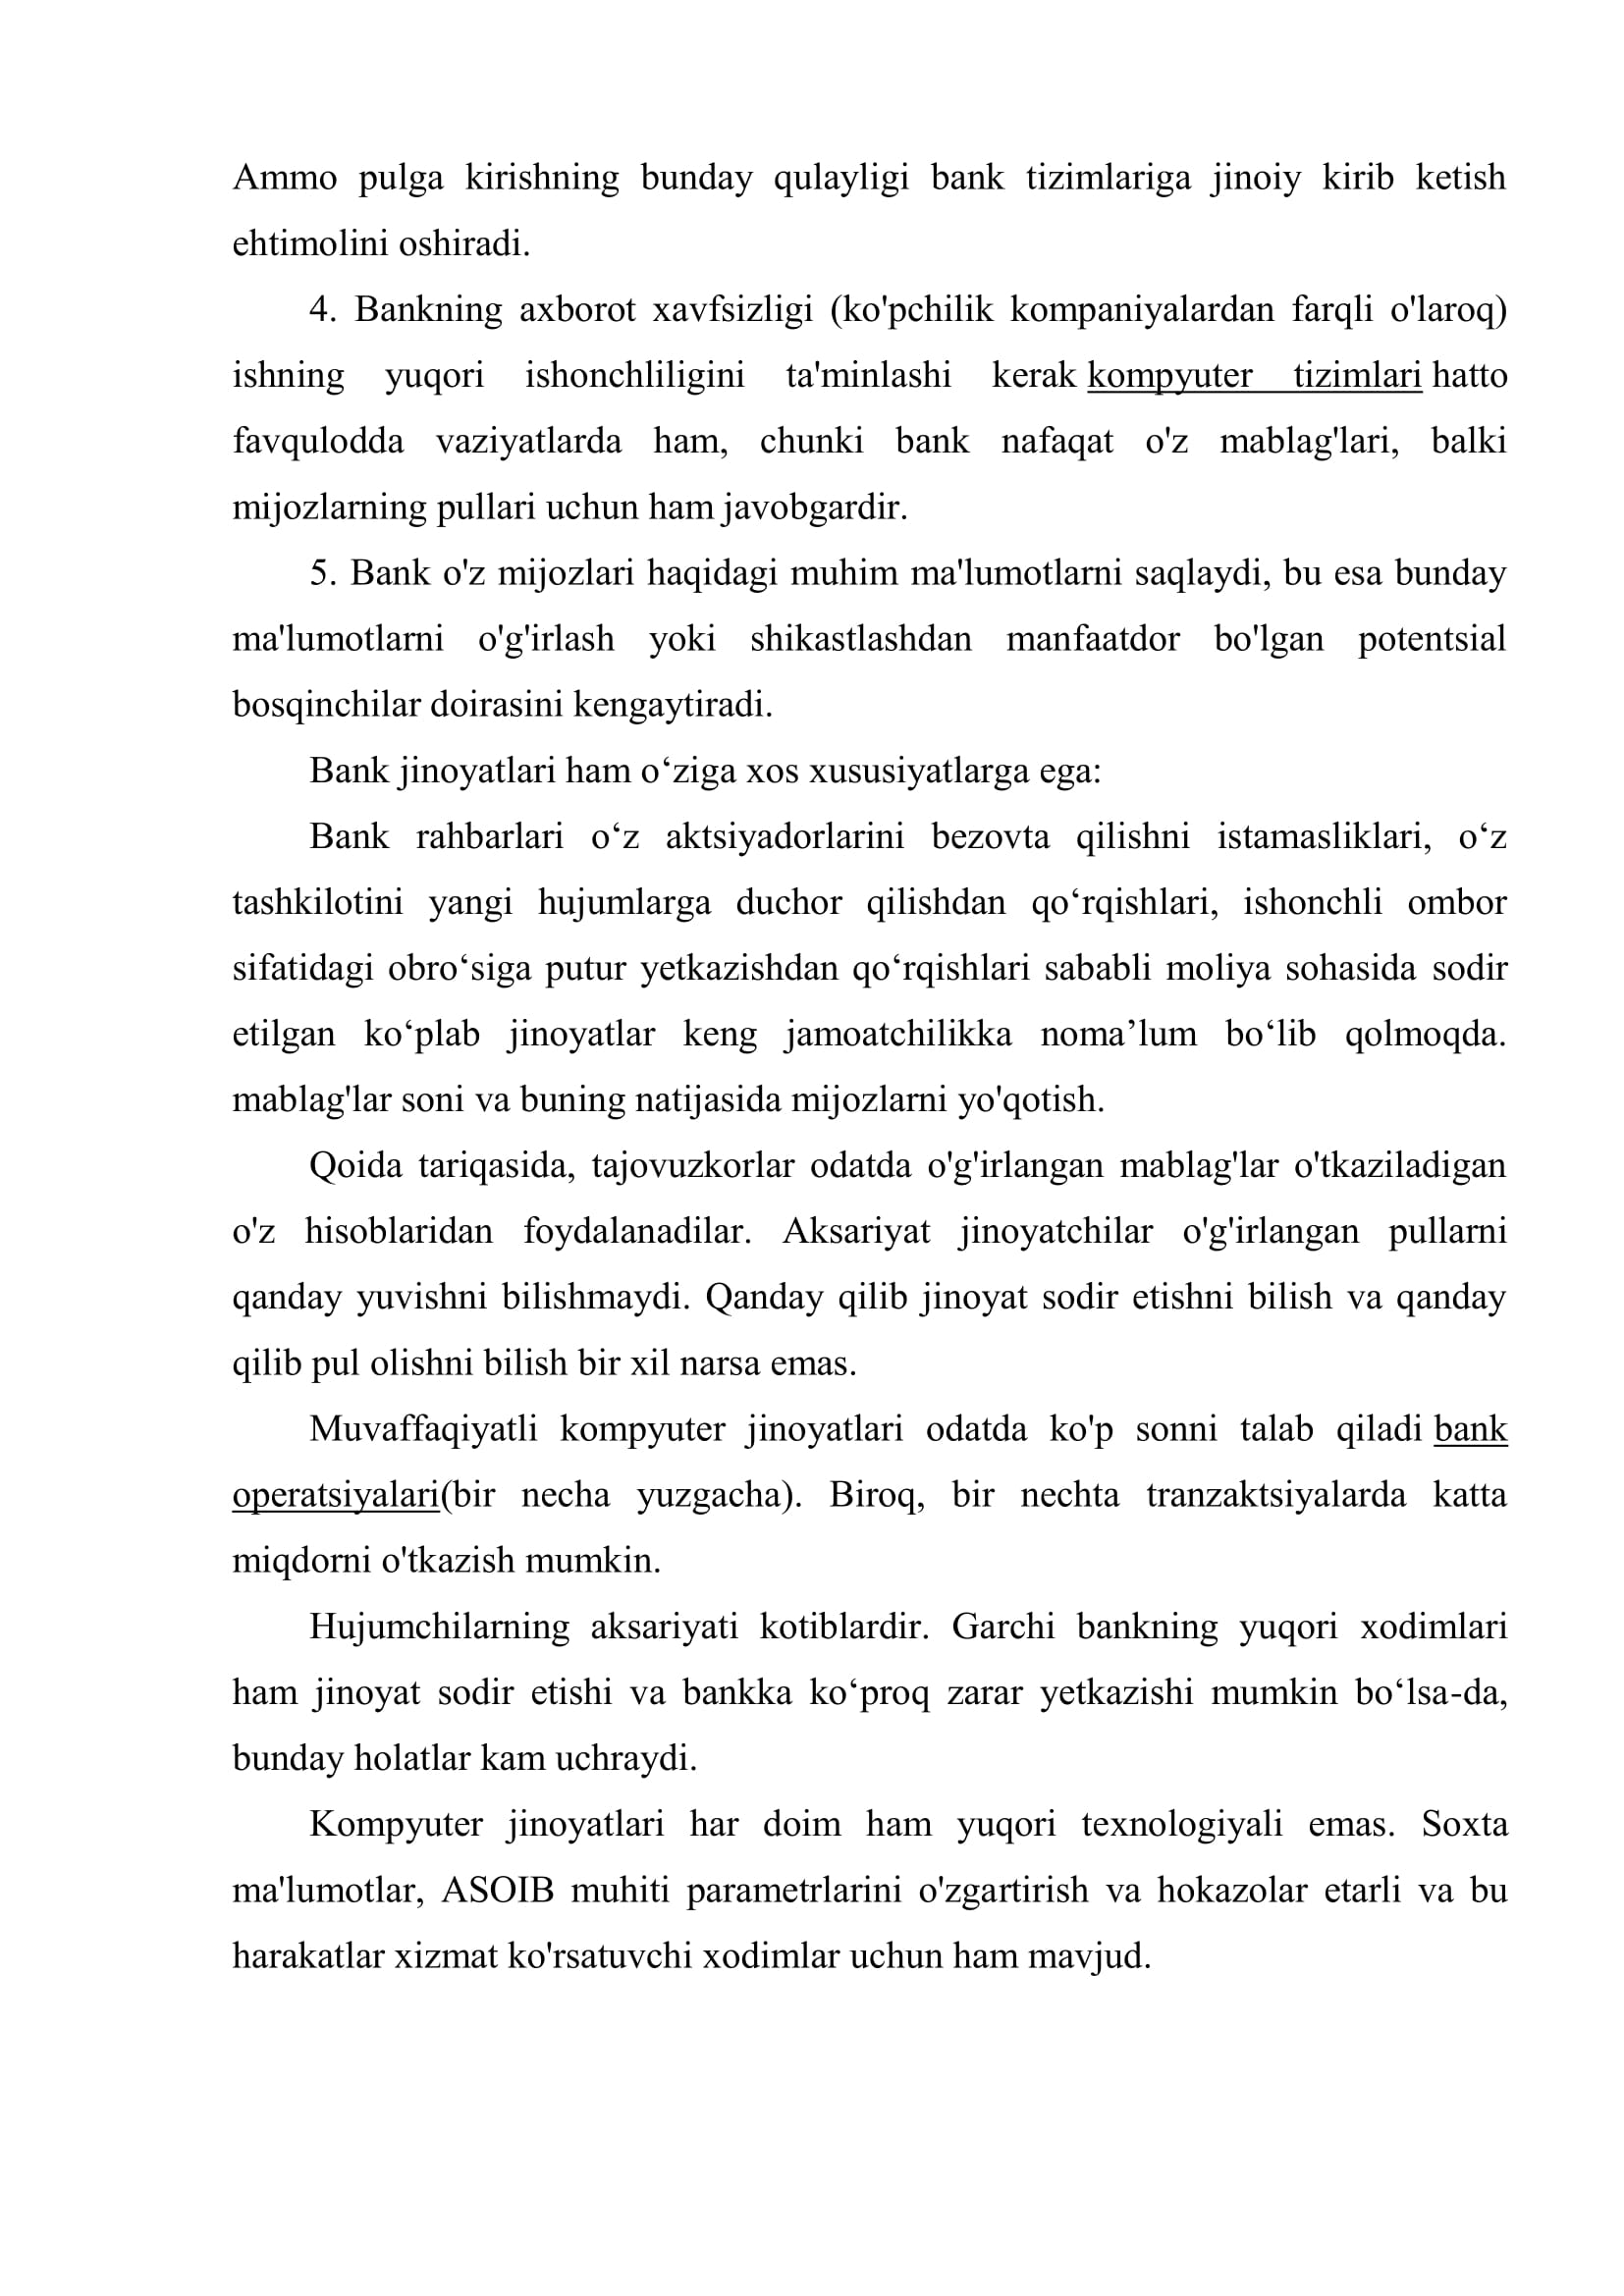 Ammo pulga kirishning bunday qulayligi bank tizimlariga jinoiy kirib ketish
ehtimolini oshiradi.
4. Bankning axborot xavfsizligi (ko'pchilik kompaniyalardan farqli o'laroq)
ishning yuqori ishonchliligini ta'minlashi kerak kompyuter tizimlari hatto
favqulodda vaziyatlarda ham, chunki bank nafaqat o'z mablag'lari, balki
mijozlarning pullari uchun ham javobgardir.
5. Bank o'z mijozlari haqidagi muhim ma'lumotlarni saqlaydi, bu esa bunday
ma'lumotlarni o'g'irlash yoki shikastlashdan manfaatdor bo'lgan potentsial
bosqinchilar doirasini kengaytiradi.
Bank jinoyatlari ham o‘ziga xos xususiyatlarga ega:
Bank rahbarlari o‘z aktsiyadorlarini bezovta qilishni istamasliklari, o‘z
tashkilotini yangi hujumlarga duchor qilishdan qo‘rqishlari, ishonchli ombor
sifatidagi obro‘siga putur yetkazishdan qo‘rqishlari sababli moliya sohasida sodir
etilgan ko‘plab jinoyatlar keng jamoatchilikka noma’lum bo‘lib qolmoqda.
mablag'lar soni va buning natijasida mijozlarni yo'qotish.
Qoida tariqasida, tajovuzkorlar odatda o'g'irlangan mablag'lar o'tkaziladigan
o'z hisoblaridan foydalanadilar. Aksariyat jinoyatchilar o'g'irlangan pullarni
qanday yuvishni bilishmaydi. Qanday qilib jinoyat sodir etishni bilish va qanday
qilib pul olishni bilish bir xil narsa emas.
Muvaffaqiyatli kompyuter jinoyatlari odatda ko'p sonni talab qiladi bank
operatsiyalari(bir necha yuzgacha). Biroq, bir nechta tranzaktsiyalarda katta
miqdorni o'tkazish mumkin.
Hujumchilarning aksariyati kotiblardir. Garchi bankning yuqori xodimlari
ham jinoyat sodir etishi va bankka ko‘proq zarar yetkazishi mumkin bo‘lsa-da,
bunday holatlar kam uchraydi.
Kompyuter jinoyatlari har doim ham yuqori texnologiyali emas. Soxta
ma'lumotlar, ASOIB muhiti parametrlarini o'zgartirish va hokazolar etarli va bu
harakatlar xizmat ko'rsatuvchi xodimlar uchun ham mavjud.